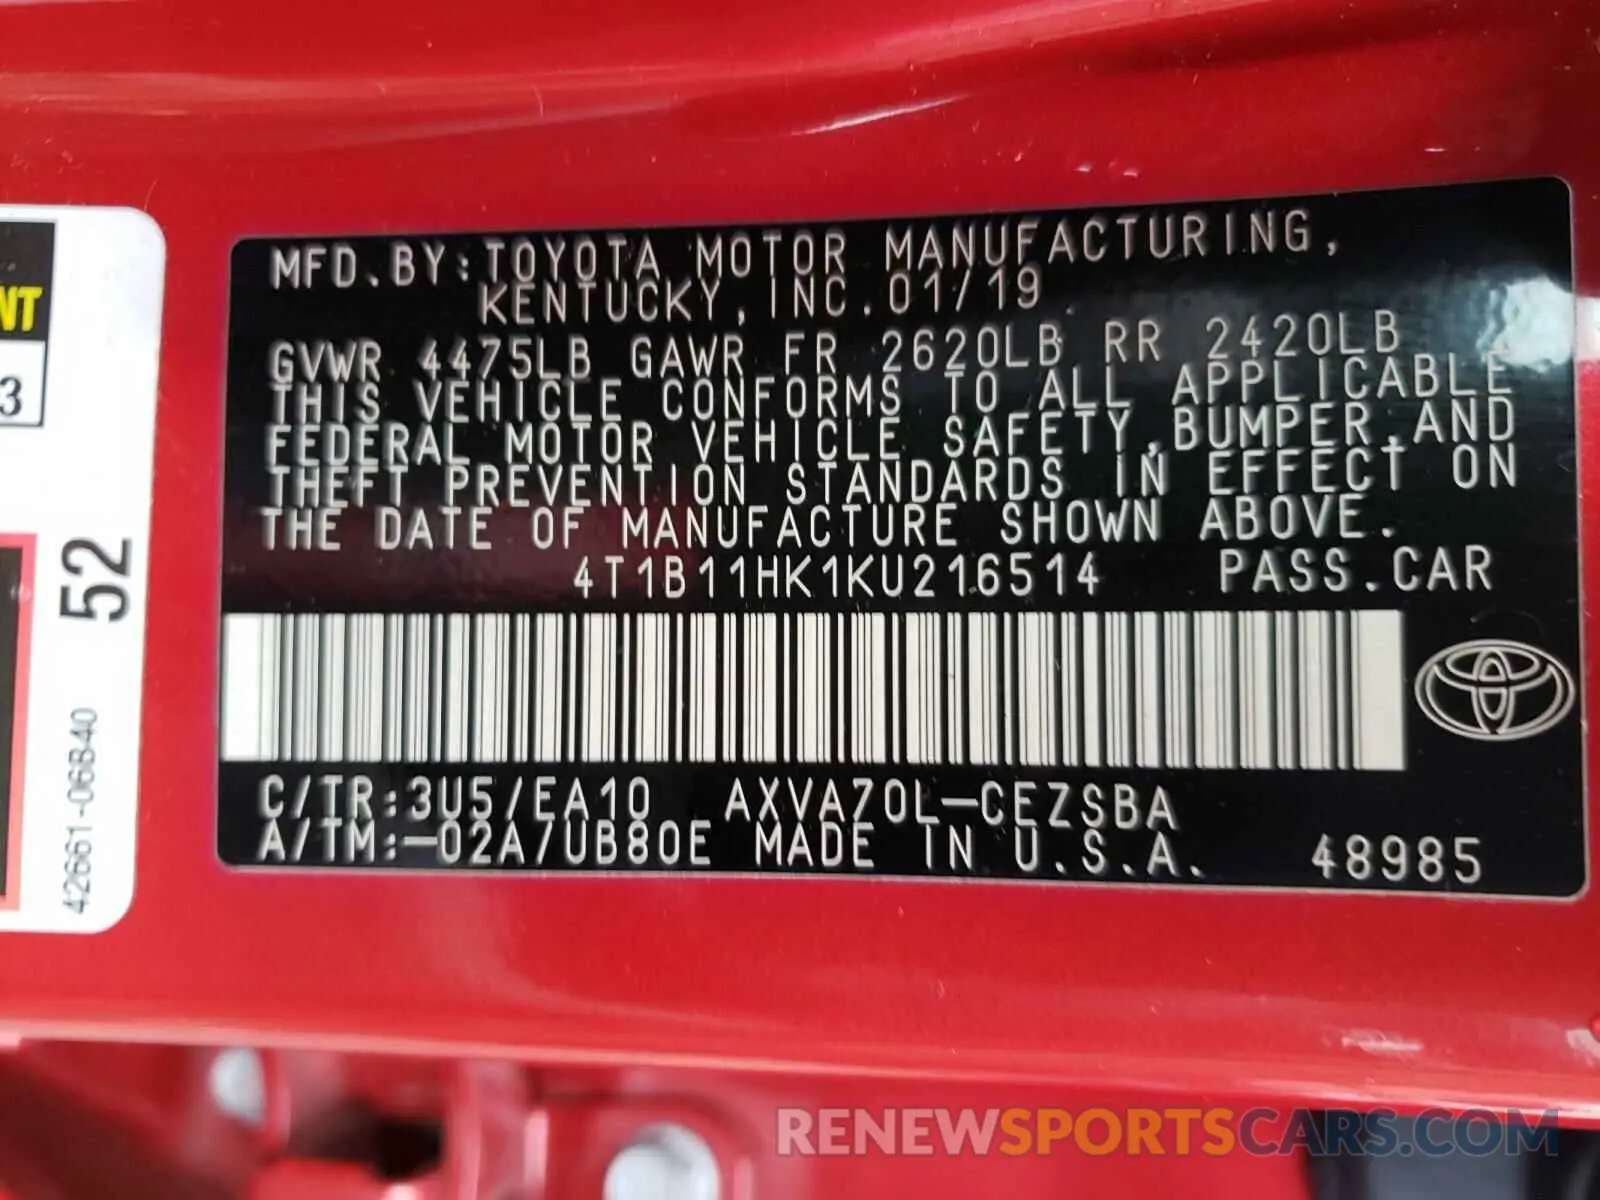 NT
3
52
42661-06B40
MFD.BY:TOYOTA MOTOR MANUFACTURING,
KENTUCKY,INC.01/19
GVWR 4475LB GAWR FR 2620LB RR 2420LB
THIS VEHICLE CONFORMS TO ALL APPLICABLE
FEDERAL MOTOR VEHICLE SAFETY,BUMPER,AND
THEFT PREVENTION STANDARDS IN EFFECT ON
THE DATE OF MANUFACTURE SHOWN ABOVE.
4T1B11HK1KU216514 PASS.CAR
C/TR:3U5/EA10 AXVA70L-CEZSBA
A/TM:-02A/UB80E MADE IN U.S.A. 48985
RENEWSPORTSCARS.COM